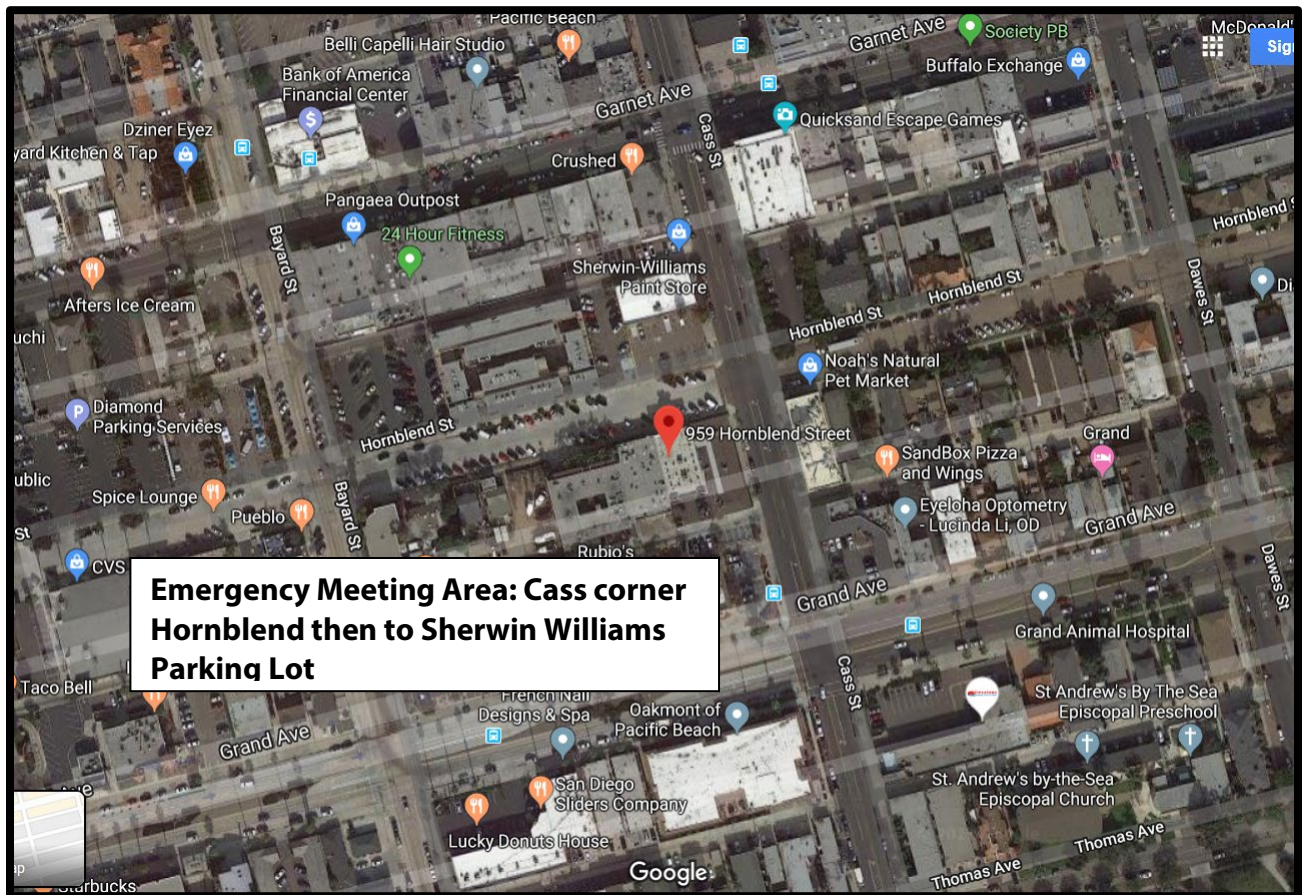 Pacific Beach
Garnet Ave
Society PB
McDonald'
Belli Capelli Hair Studio
Sig
Buffalo Exchange
Bank of America
Financial Center
Garnet Ave
Dziner Eyez
Cass St
Quicksand Escape Games
yard Kitchen & Tap
Crushed
Pangaea Outpost
Hornblend
24 Hour Fitness
Bayard St
Sherwin-Williams
Paint Store
Dawes St
Hornblend St
Di
Afters Ice Cream
Hornblend St
uchi
Noah's Natural
Pet Market
Diamond
Parking Services
Hornblend St
959 Hornblend Street
Grand
SandBox Pizza
and Wings
ublic
Spice Lounge
Pueblo
Bayard St
Eyeloha Optometry
- Lucinda Li, OD
Grand Ave
St
Rubio's
CVS
Dawes St
Emergency Meeting Area: Cass corner
Hornblend then to Sherwin Williams
Parking Lot
Grand Ave
Grand Animal Hospital
Taco Bell
Cass St
French Nail
Designs & Spa
Oakmont of
Pacific Beach
St Andrew's By The Sea
Episcopal Preschool
Grand Ave
San Diego
Sliders Company
St. Andrew's by-the-Sea
Episcopal Church
Lucky Donuts House
Thomas Ave
ap
Google
Thomas Ave
Starbucks